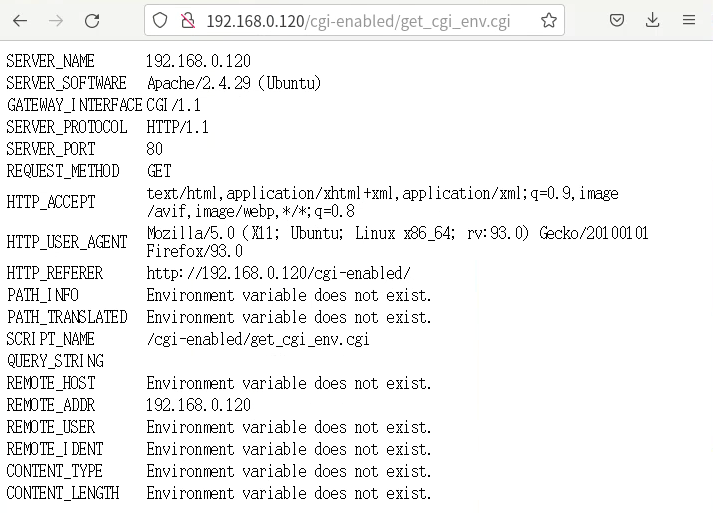 192.168.0.120/cgi-enabled/get_cgi_env.cgi
SERVER_NAME 192.168.0.120
SERVER_SOFTWARE Apache/2.4.29 (Ubuntu)
GATEWAY_INTERFACE CGI/1.1
SERVER_PROTOCOL HTTP/1.1
SERVER_PORT 80
REQUEST_METHOD GET
HTTP_ACCEPT text/html,application/xhtml+xml,application/xml;q=0.9,image
/avif,image/webp,*/*;q=0.8
HTTP_USER_AGENT Mozilla/5.0 (X11; Ubuntu; Linux x86_64; rv:93.0) Gecko/20100101
Firefox/93.0
HTTP_REFERER http://192.168.0.120/cgi-enabled/
PATH_INFO Environment variable does not exist.
PATH_TRANSLATED Environment variable does not exist.
SCRIPT_NAME /cgi-enabled/get_cgi_env.cgi
QUERY_STRING
REMOTE_HOST Environment variable does not exist.
REMOTE_ADDR 192.168.0.120
REMOTE_USER Environment variable does not exist.
REMOTE_IDENT Environment variable does not exist.
CONTENT_TYPE Environment variable does not exist.
CONTENT_LENGTH Environment variable does not exist.